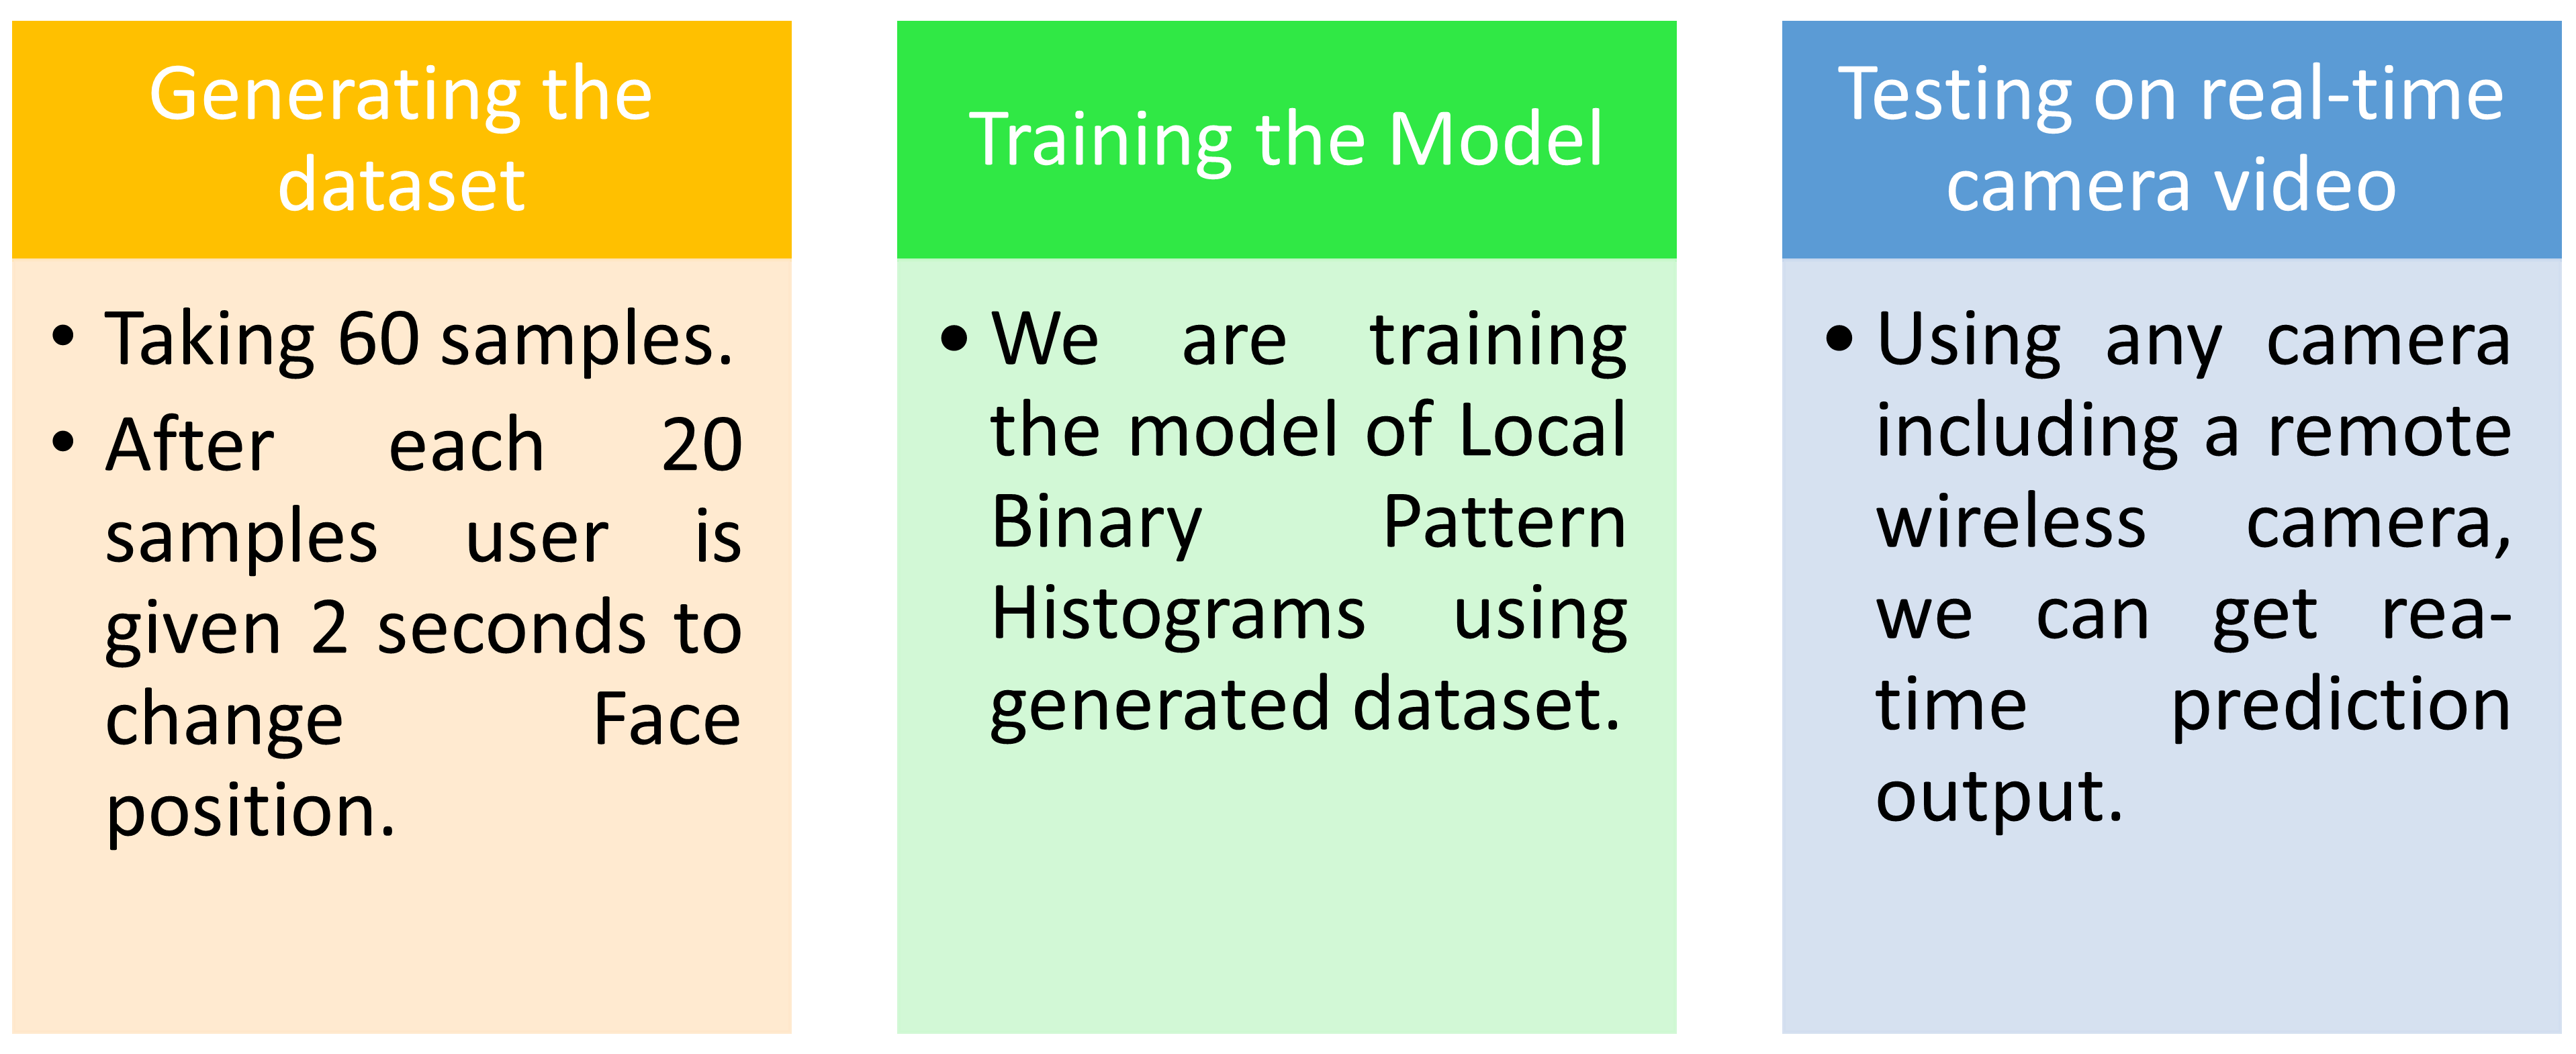 Generating the
dataset
• Taking 60 samples.
• After each 20
samples user is
given 2 seconds to
change Face
position.
Training the Model
• We are training
the model of Local
Binary Pattern
Histograms using
generated dataset.
Testing on real-time
camera video
• Using any camera
including a remote
wireless camera,
we can get rea-
time prediction
output.